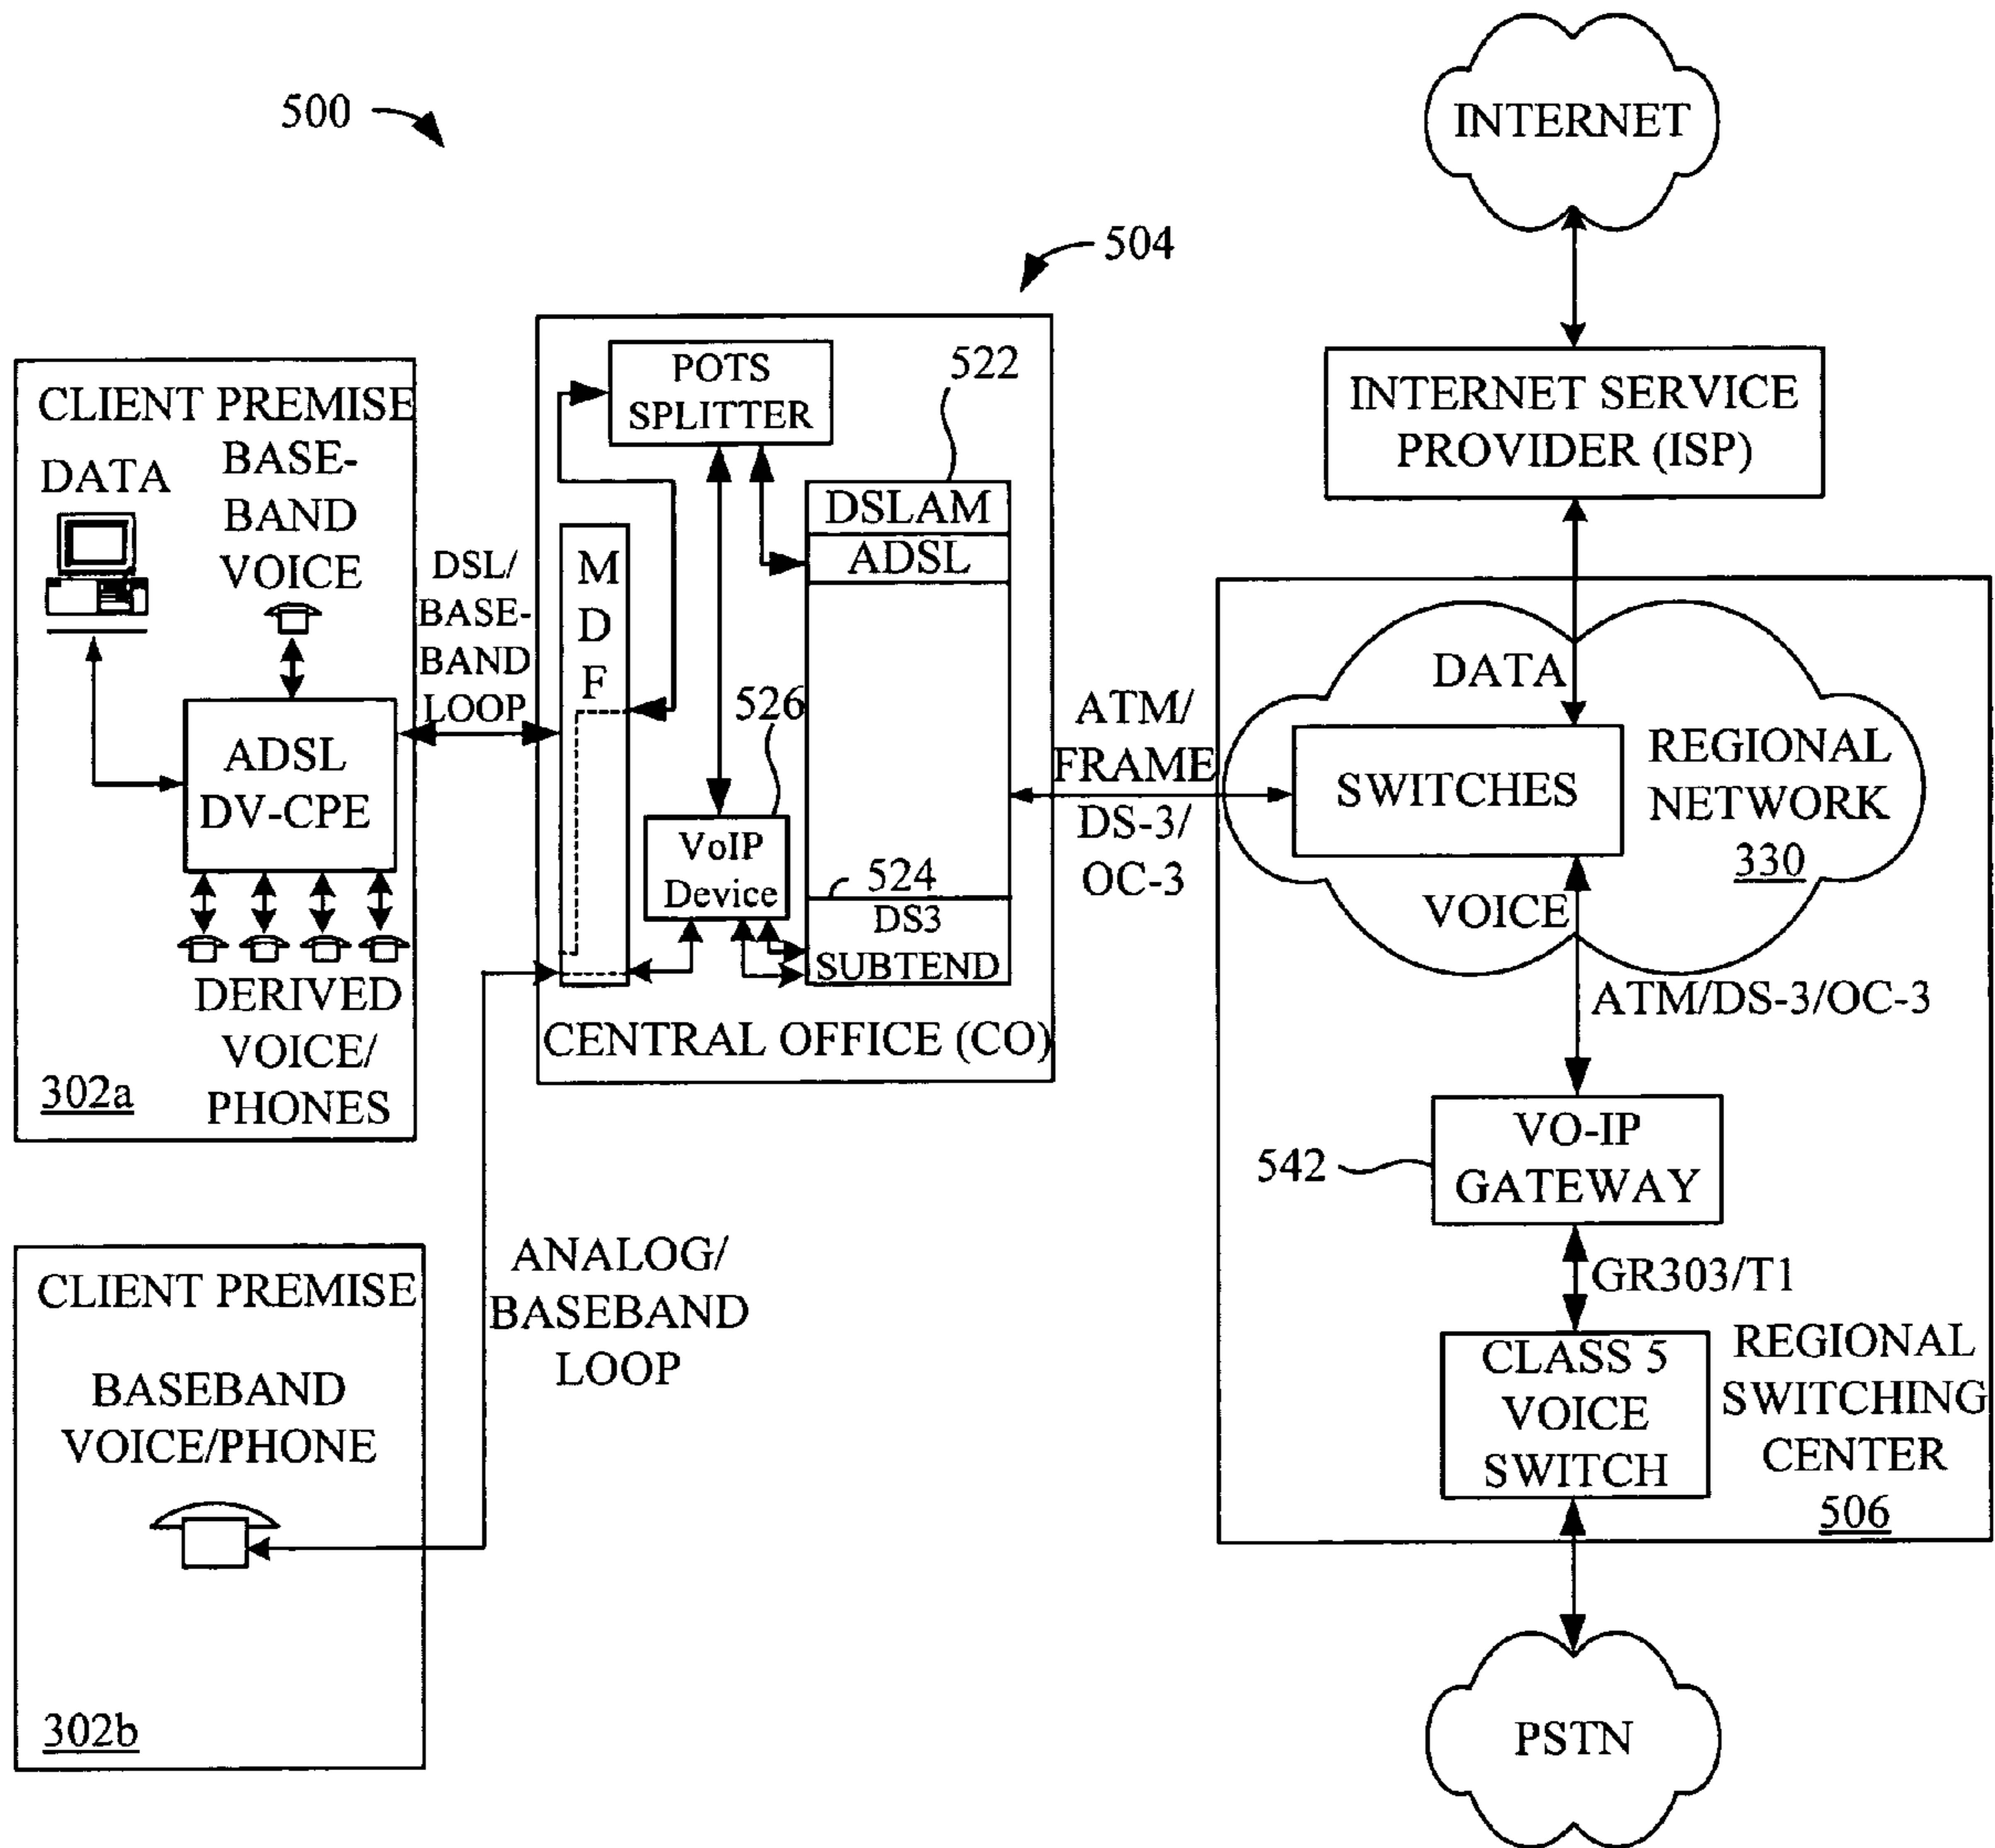 500
504
INTERNET
INTERNET SERVICE
PROVIDER (ISP)
CLIENT PREMISE
DATA
BASE-
BAND
VOICE
ADSL
DV-CPE
DERIVED
VOICE/
PHONES
302a
DSL/
BASE-
BAND
LOOP
POTS
SPLITTER
522
DSLAM
ADSL
M
D
F
526
VoIP
Device
524
DS3
SUBTEND
CENTRAL OFFICE (CO)
ATM/
FRAME
DS-3/
OC-3
DATA
SWITCHES
REGIONAL
NETWORK
330
VOICE
ATM/DS-3/OC-3
542
VO-IP
GATEWAY
GR303/T1
CLASS 5
VOICE
SWITCH
REGIONAL
SWITCHING
CENTER
506
PSTN
CLIENT PREMISE
BASEBAND
VOICE/PHONE
302b
ANALOG/
BASEBAND
LOOP